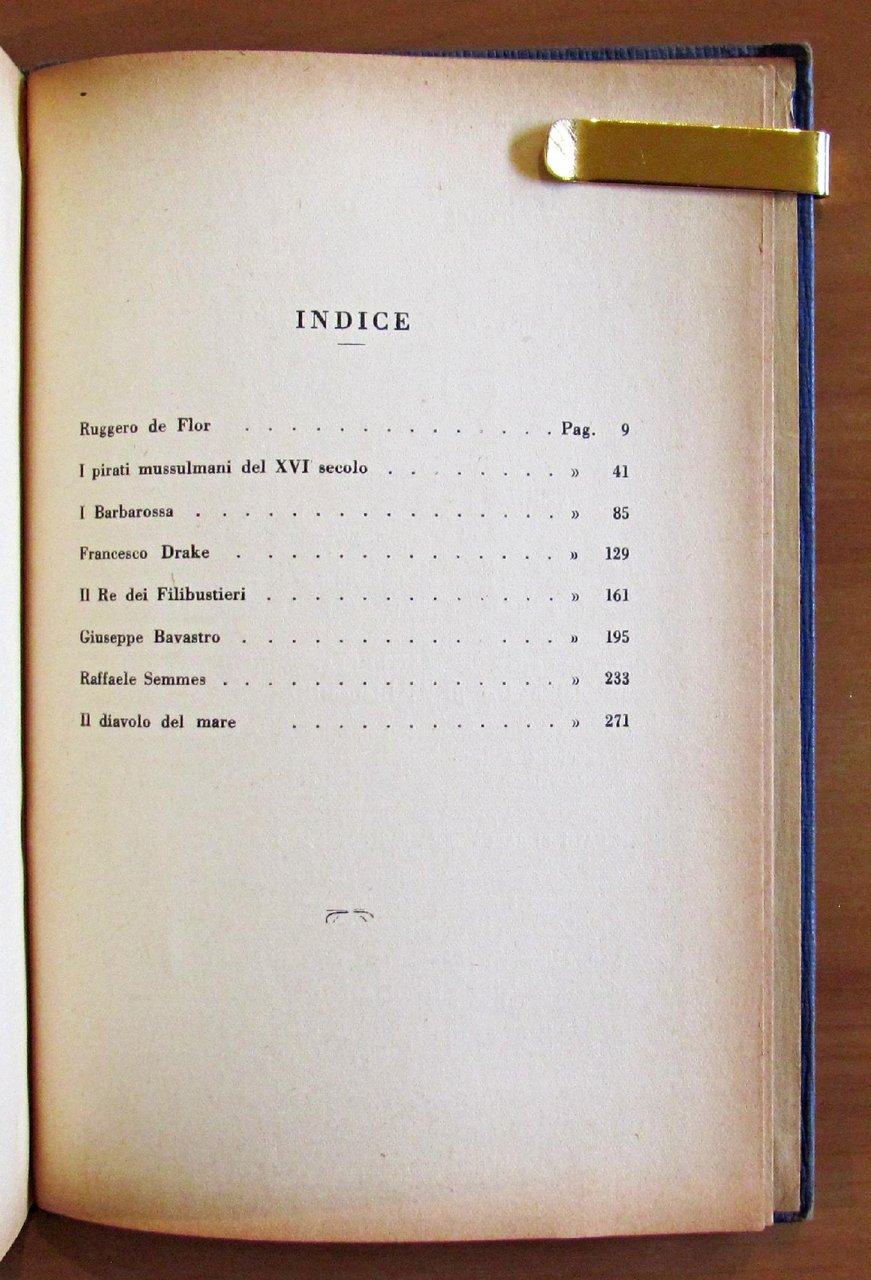 INDICE
Ruggero de Flor . . . . . . . . . . . . . . Pag. 9
I pirati mussulmani del XVI secolo . . . . . . . . » 41
I Barbarossa . . . . . . . . . . . . . . . . » 85
Francesco Drake . . . . . . . . . . . . . . » 129
Il Re dei Filibustieri . . . . . . . . . . . . . » 161
Giuseppe Bavastro . . . . . . . . . . . . . . » 195
Raffaele Semmes . . . . . . . . . . . . . . . » 233
Il diavolo del mare . . . . . . . . . . . . » 271